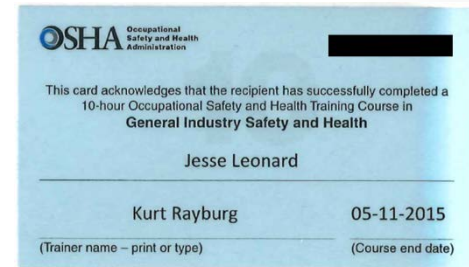 OSHA Occupational
Safety and Health
Administration
This card acknowledges that the recipient has successfully completed a
10-hour Occupational Safety and Health Training Course in
General Industry Safety and Health
Jesse Leonard
Kurt Rayburg 05-11-2015
(Trainer name – print or type) (Course end date)